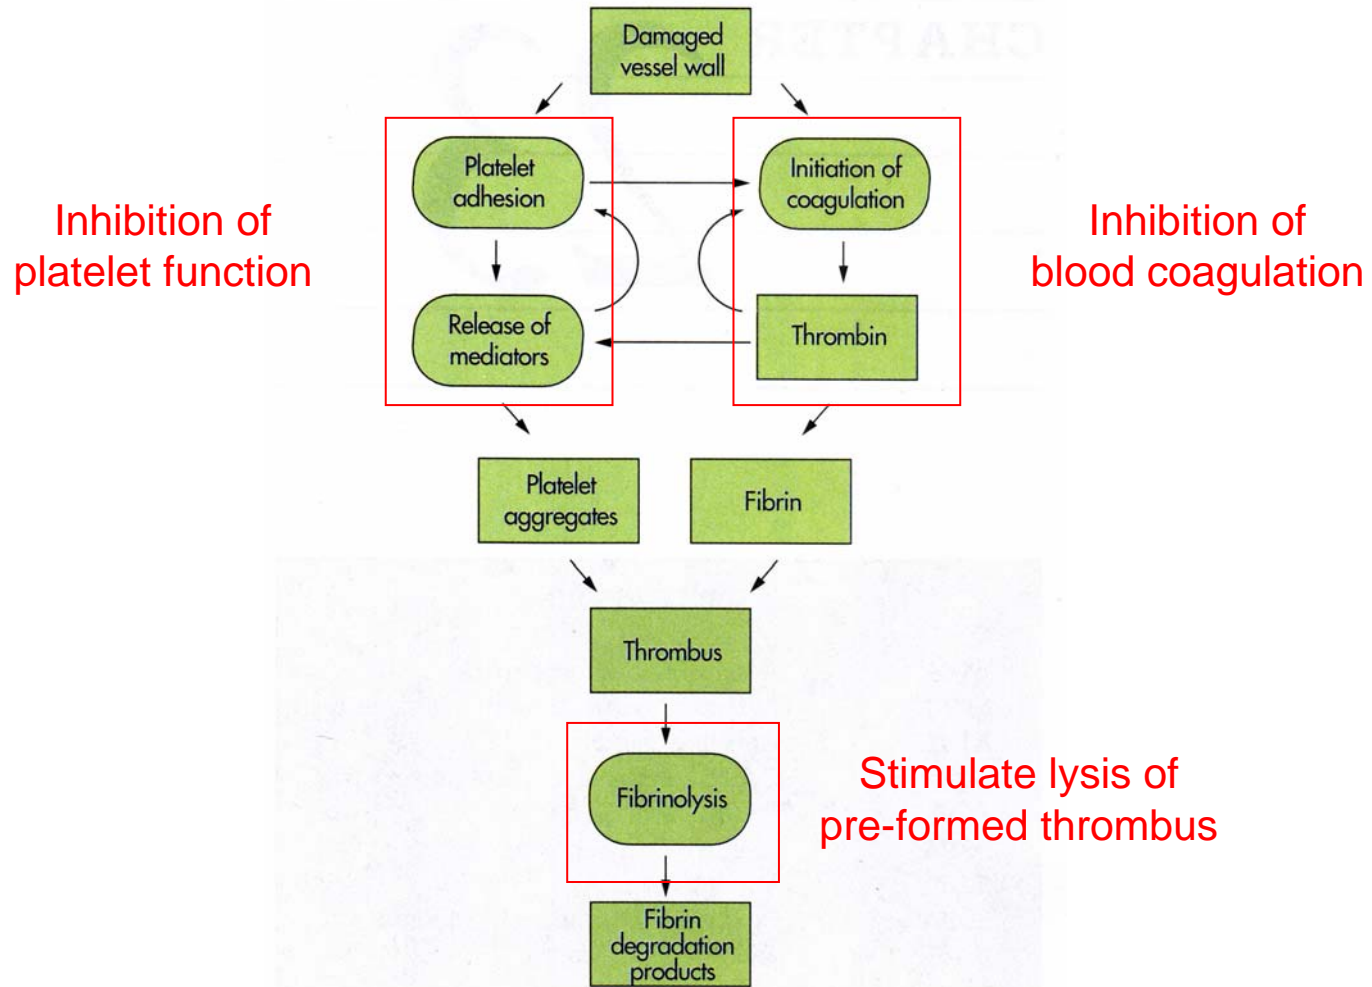 CHAPTER
Damaged
vessel wall
Platelet
adhesion
Initiation of
coagulation
Inhibition of
platelet function
Inhibition of
blood coagulation
Release of
mediators
Thrombin
Platelet
aggregates
Fibrin
Thrombus
Fibrinolysis
Stimulate lysis of
pre-formed thrombus
Fibrin
degradation
products